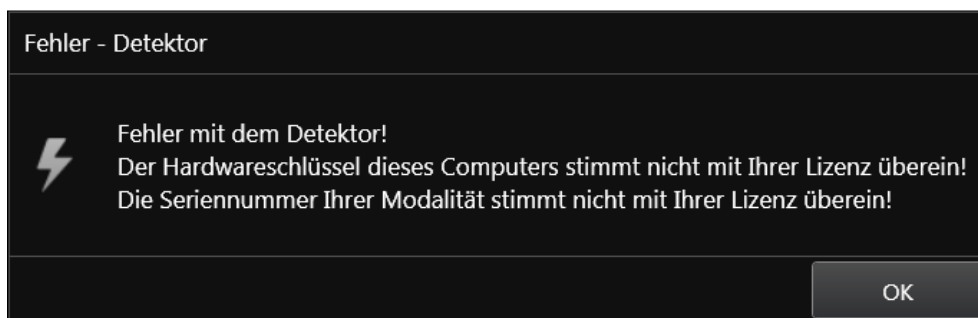 Fehler - Detektor
Fehler mit dem Detektor!
Der Hardwareschlüssel dieses Computers stimmt nicht mit Ihrer Lizenz überein!
Die Seriennummer Ihrer Modalität stimmt nicht mit Ihrer Lizenz überein!
OK